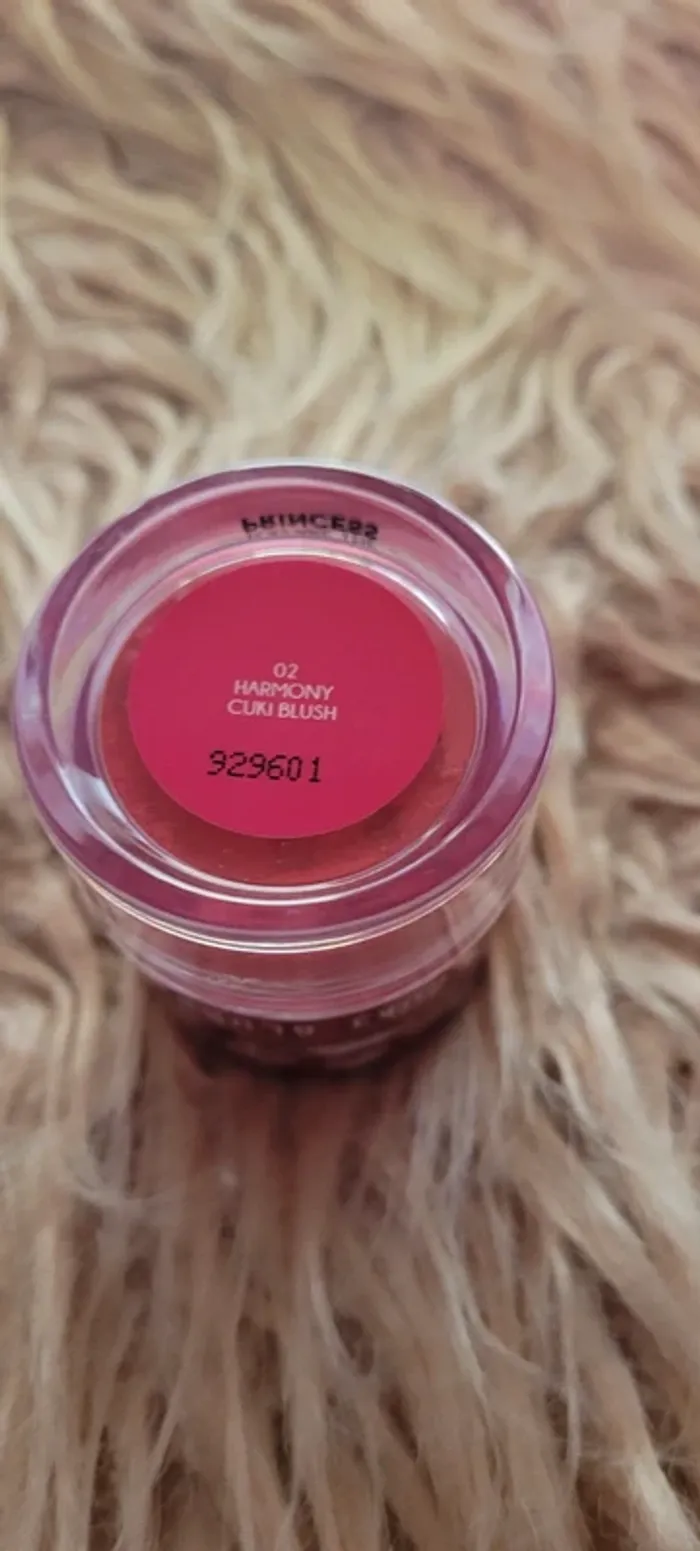 PRINCESS
02
HARMONY
CUKI BLUSH
929601